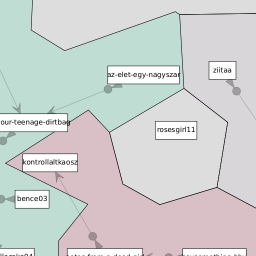 ziitaa
az-elet-egy-nagyszar
our-teenage-dirtbag
rosesgirl11
kontrollaltkaosz
bence03